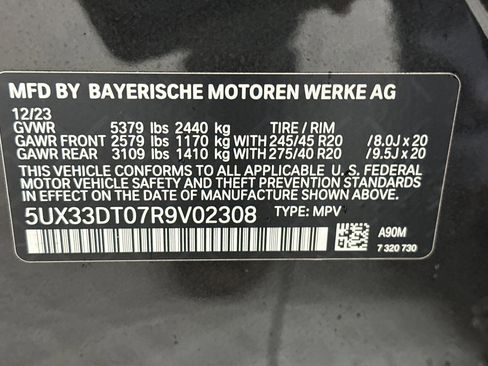 MFD BY BAYERISCHE MOTOREN WERKE AG
12/23
GVWR 5379 lbs 2440 kg TIRE / RIM
GAWR FRONT 2579 lbs 1170 kg WITH 245/45 R20 /8.0J x 20
GAWR REAR 3109 lbs 1410 kg WITH 275/40 R20 /9.5J x 20
THIS VEHICLE CONFORMS TO ALL APPLICABLE U. S. FEDERAL
MOTOR VEHICLE SAFETY, BUMPER, AND THEFT PREVENTION
STANDARDS IN EFFECT ON THE DATE OF MANUFACTURE SHOWN ABOVE.
5UX33DT07R9V02308 TYPE: MPV
A90M
7 320 730